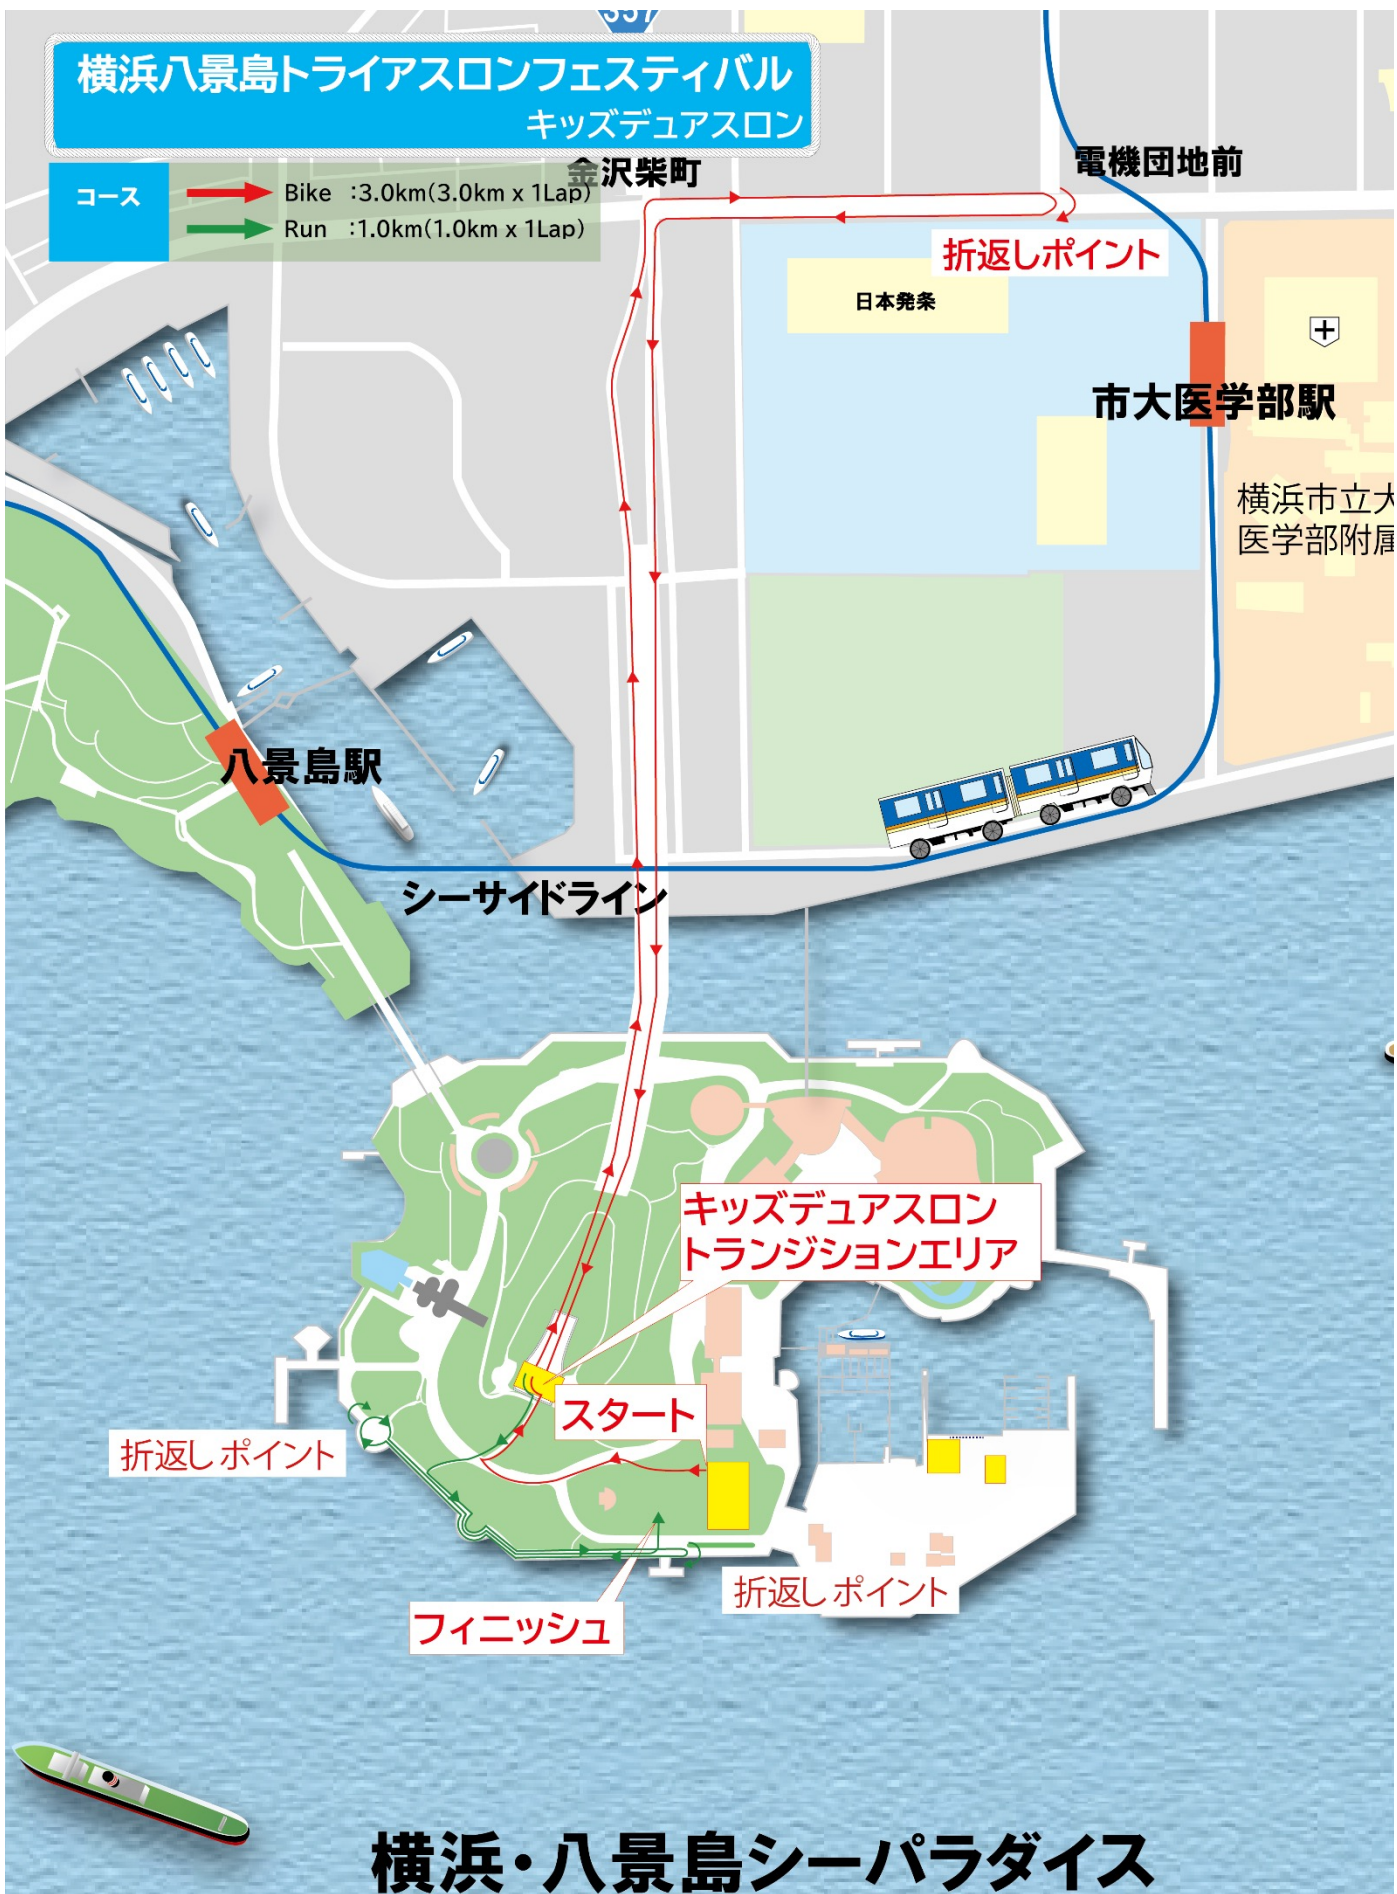 357
横浜八景島トライアスロンフェスティバル
キッズデュアスロン
コース
Bike :3.0km(3.0km x 1Lap)
Run :1.0km(1.0km x 1Lap)
金沢柴町
電機団地前
折返しポイント
日本発条
市大医学部駅
横浜市立大
医学部附属
八景島駅
シーサイドライン
キッズデュアスロン
トランジションエリア
スタート
折返しポイント
折返しポイント
フィニッシュ
横浜・八景島シーパラダイス